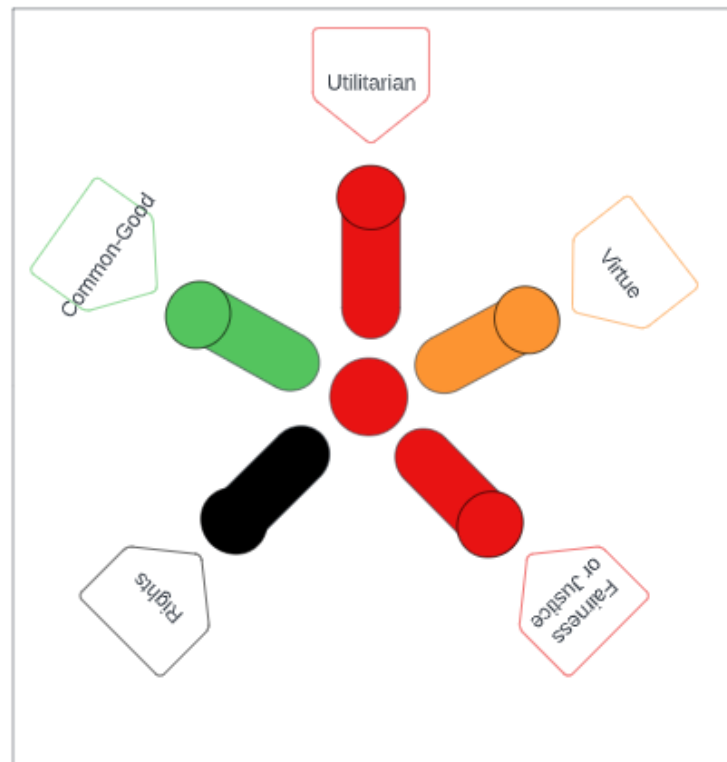 Utilitarian
Common-Good
Virtue
Rights
Fairness
or Justice